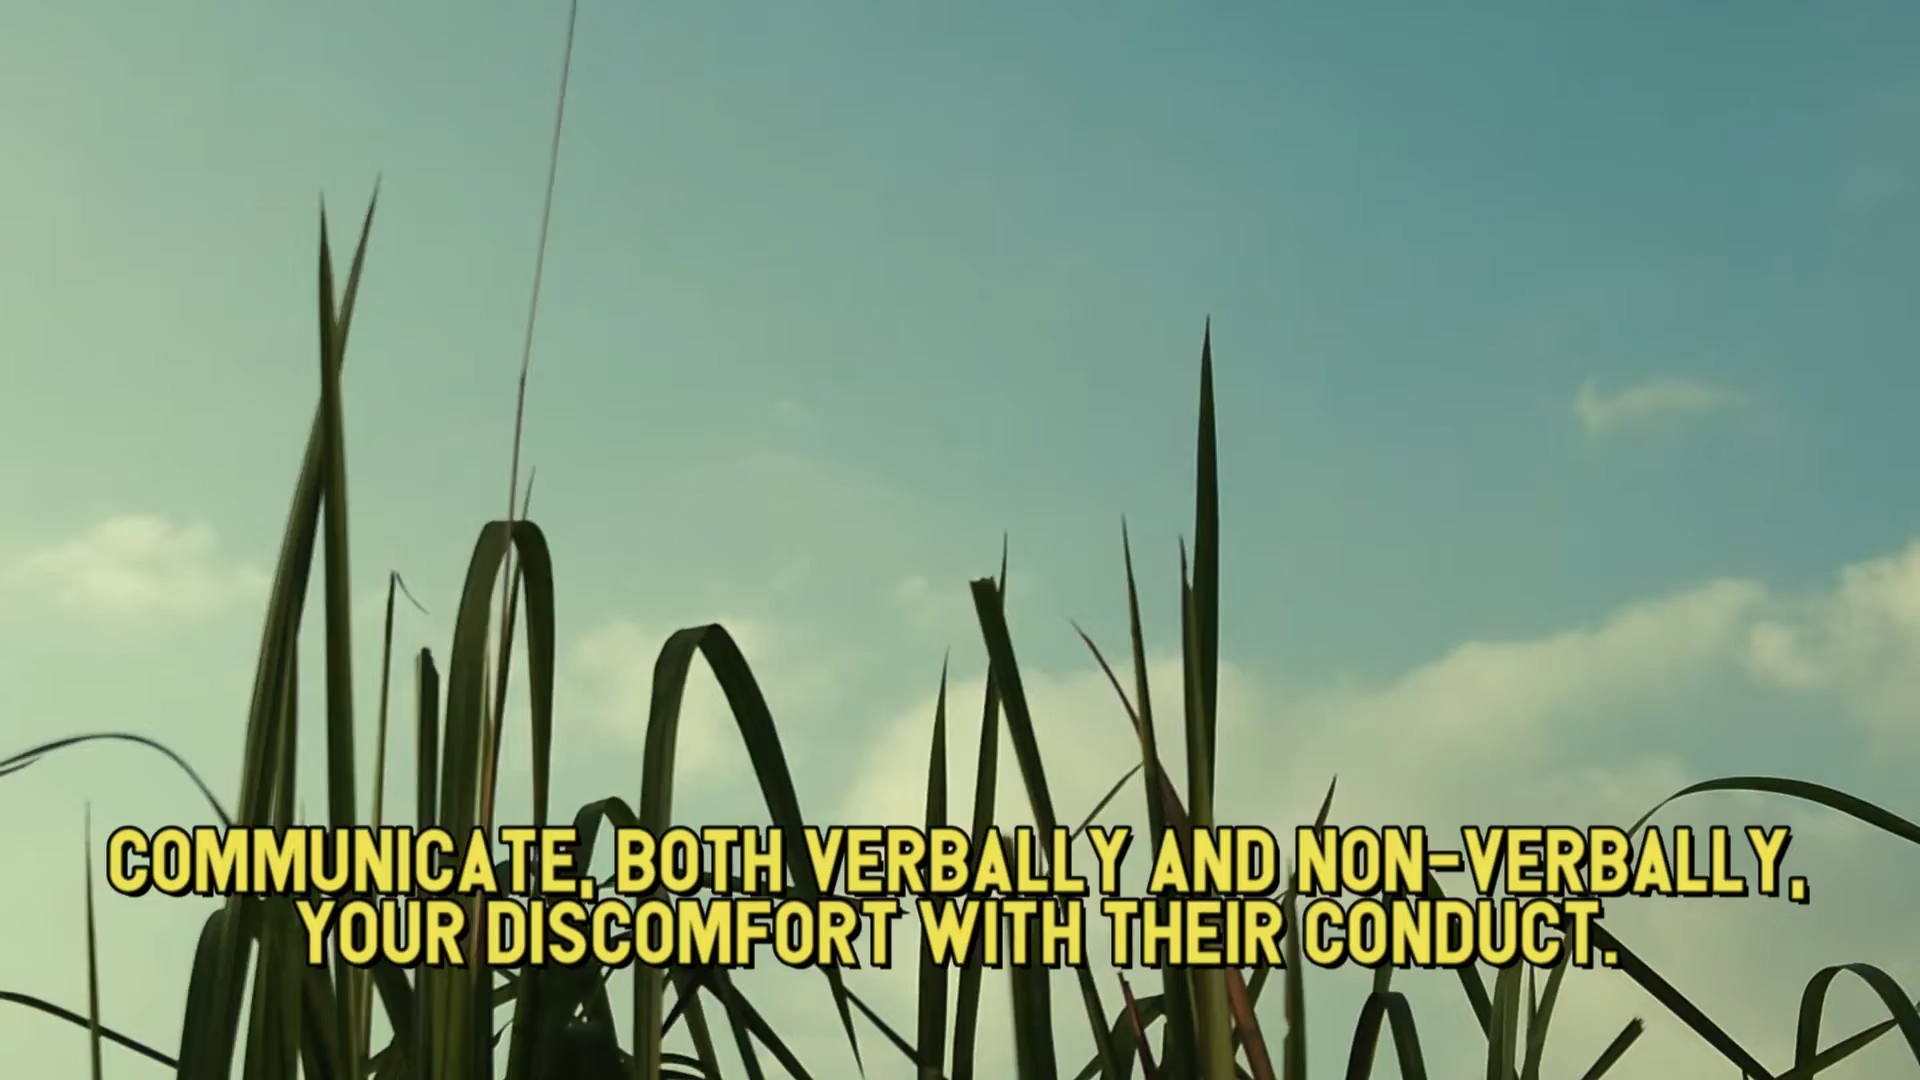 COMMUNICATE, BOTH VERBALLY AND NON-VERBALLY,
YOUR DISCOMFORT WITH THEIR CONDUCT.